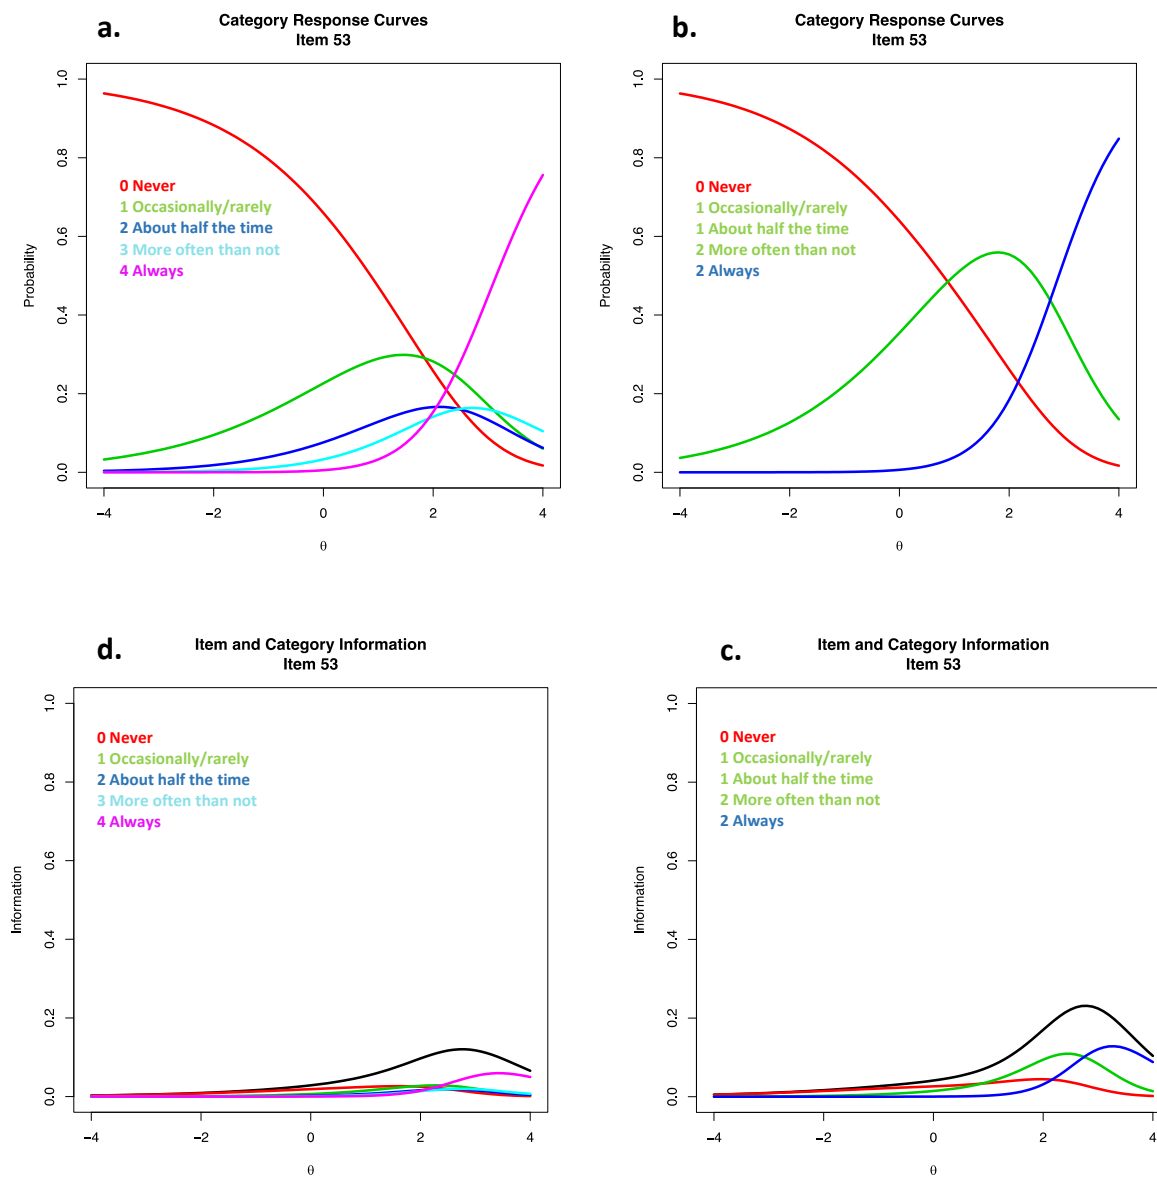 a.
Category Response Curves
Item 53
1.0
0.8
0.6
0.4
0.2
0.0
Probability
0 Never
1 Occasionally/rarely
2 About half the time
3 More often than not
4 Always
−4 −2 0 2 4
θ
b.
Category Response Curves
Item 53
1.0
0.8
0.6
0.4
0.2
0.0
Probability
0 Never
1 Occasionally/rarely
1 About half the time
2 More often than not
2 Always
−4 −2 0 2 4
θ
d.
Item and Category Information
Item 53
1.0
0.8
0.6
0.4
0.2
0.0
Information
0 Never
1 Occasionally/rarely
2 About half the time
3 More often than not
4 Always
−4 −2 0 2 4
θ
c.
Item and Category Information
Item 53
1.0
0.8
0.6
0.4
0.2
0.0
Information
0 Never
1 Occasionally/rarely
1 About half the time
2 More often than not
2 Always
−4 −2 0 2 4
θ